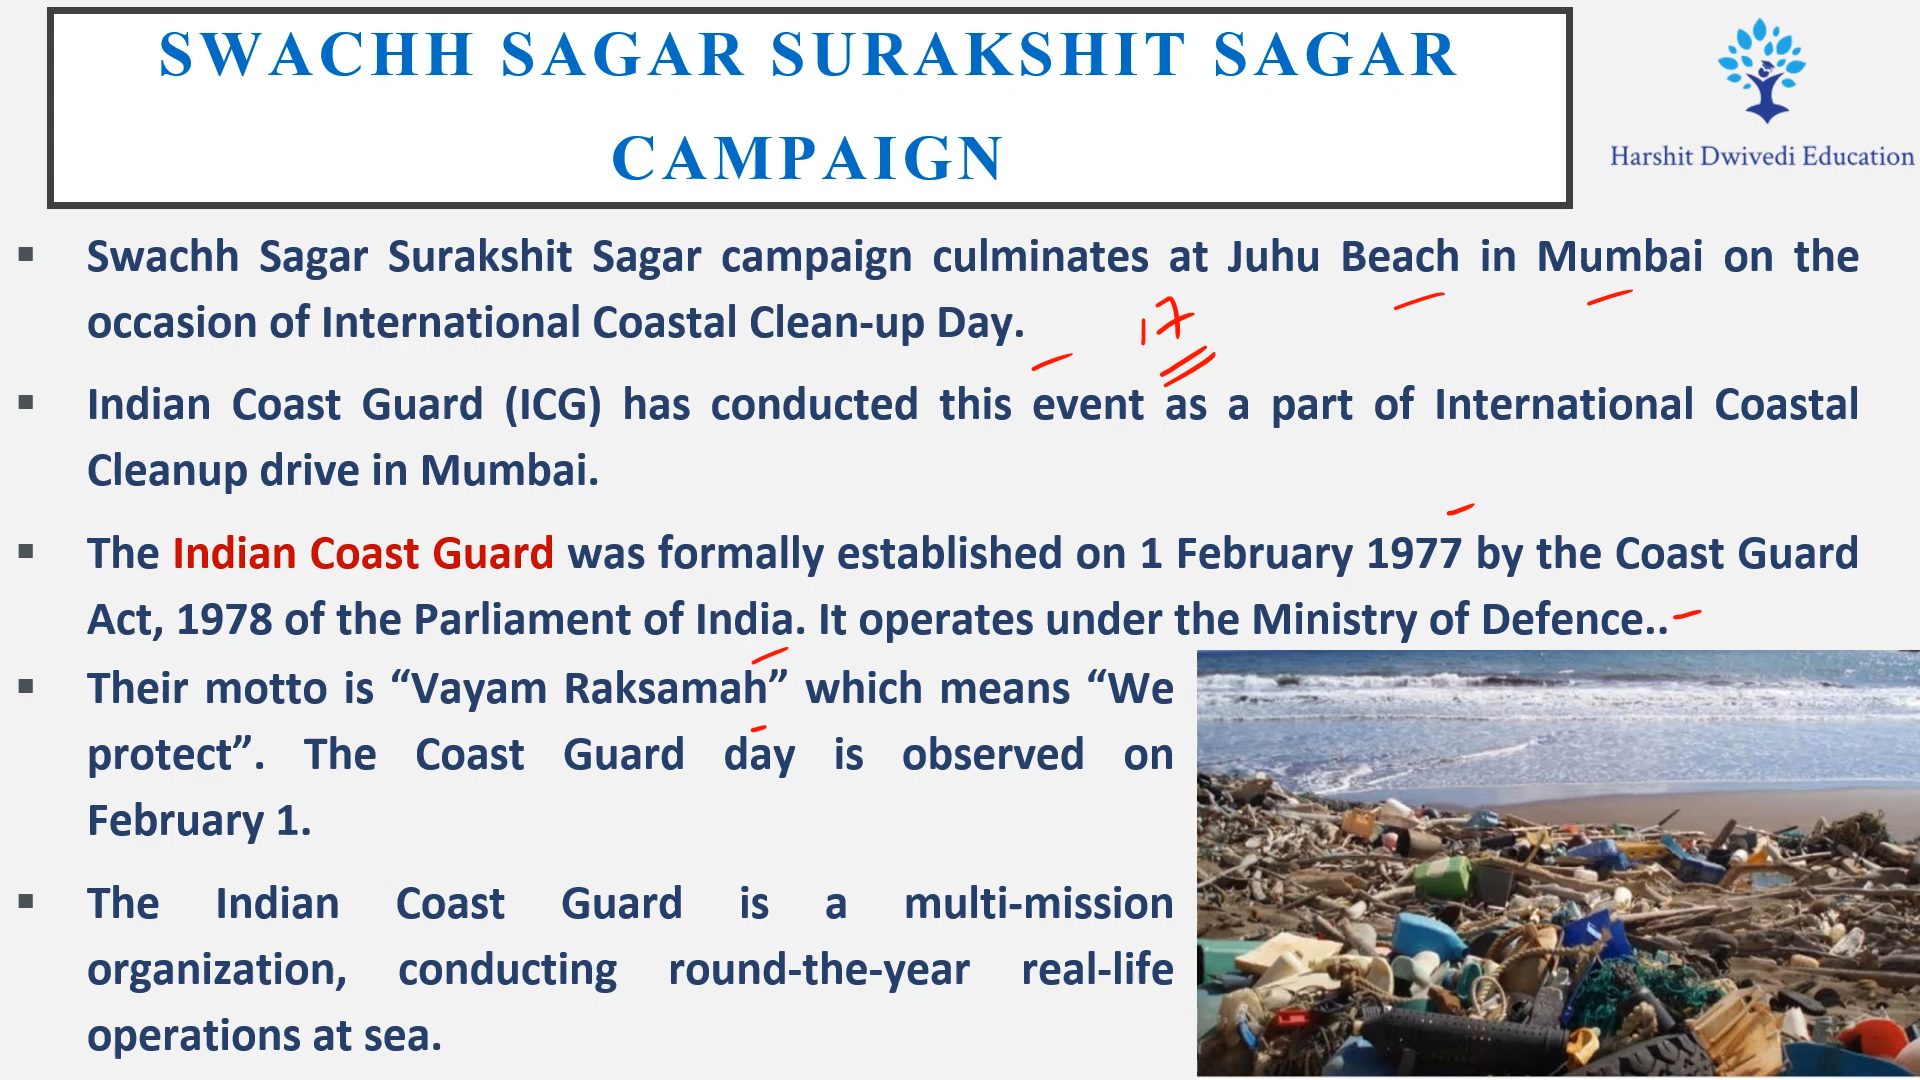 SWACHH SAGAR SURAKSHIT SAGAR
CAMPAIGN
Harshit Dwivedi Education
▪ Swachh Sagar Surakshit Sagar campaign culminates at Juhu Beach in Mumbai on the
occasion of International Coastal Clean-up Day.
17
▪ Indian Coast Guard (ICG) has conducted this event as a part of International Coastal
Cleanup drive in Mumbai.
▪ The Indian Coast Guard was formally established on 1 February 1977 by the Coast Guard
Act, 1978 of the Parliament of India. It operates under the Ministry of Defence..
▪ Their motto is “Vayam Raksamah” which means “We
protect”. The Coast Guard day is observed on
February 1.
▪ The Indian Coast Guard is a multi-mission
organization, conducting round-the-year real-life
operations at sea.